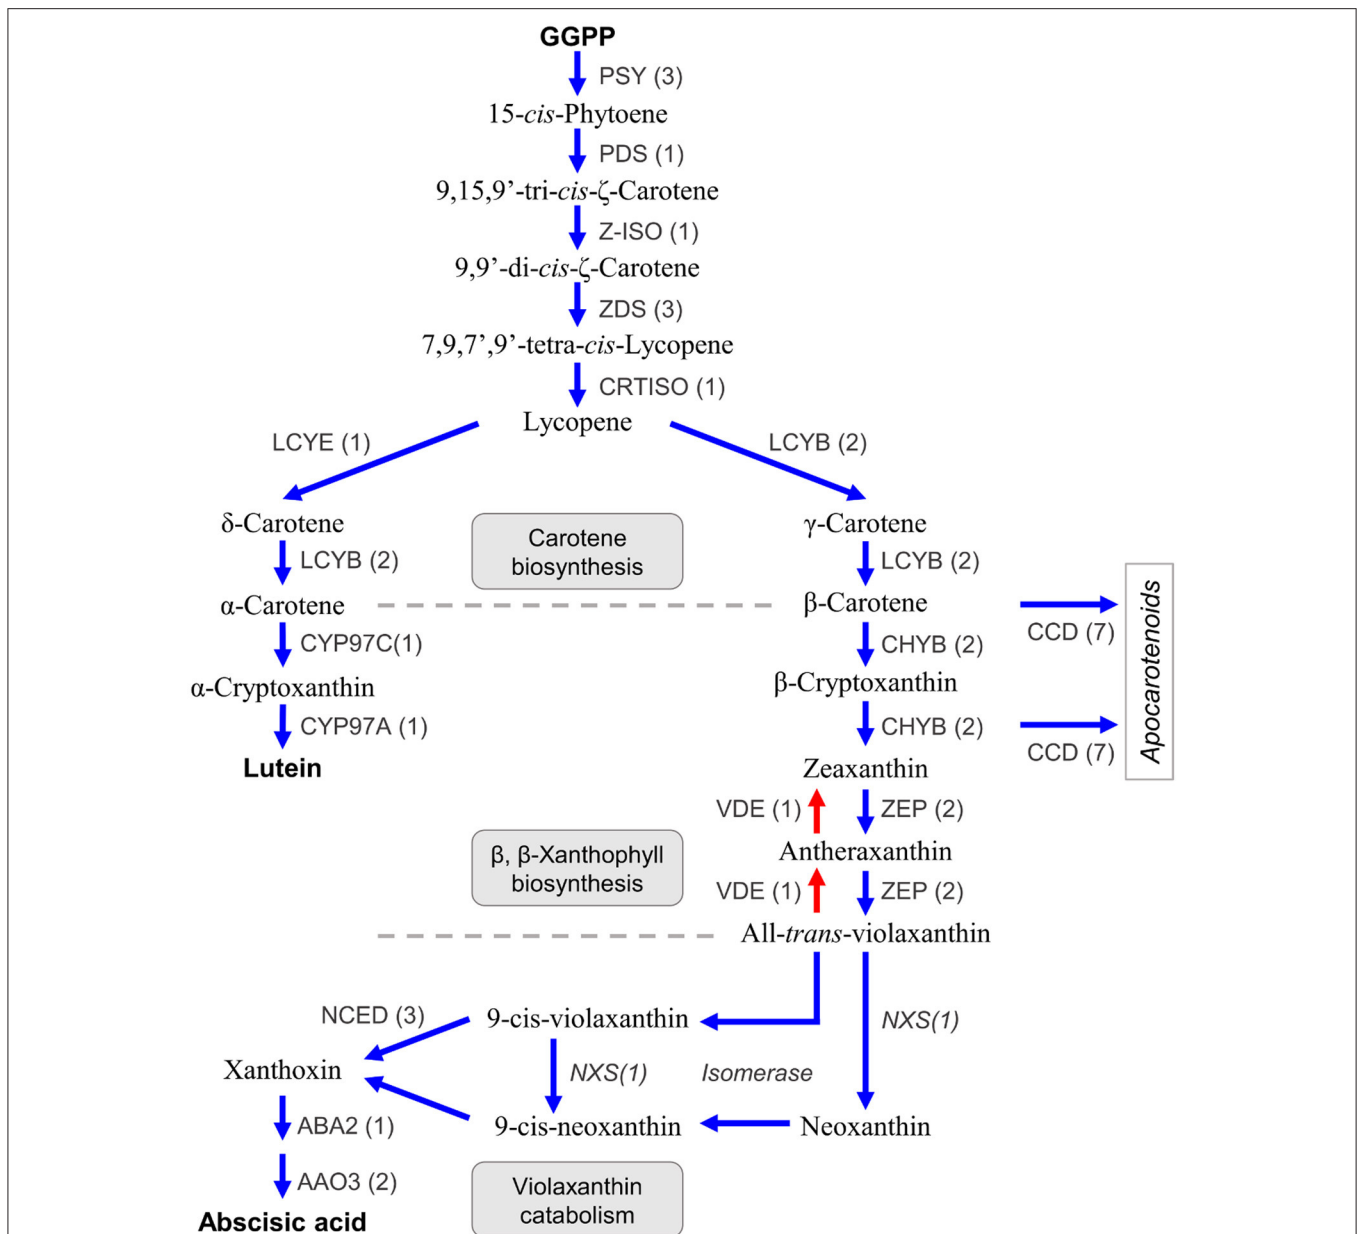 GGPP
PSY (3)
15-cis-Phytoene
PDS (1)
9,15,9’-tri-cis-ζ-Carotene
Z-ISO (1)
9,9’-di-cis-ζ-Carotene
ZDS (3)
7,9,7’,9’-tetra-cis-Lycopene
CRTISO (1)
Lycopene
LCYE (1)
LCYB (2)
δ-Carotene
γ-Carotene
Carotene
biosynthesis
LCYB (2)
LCYB (2)
α-Carotene
β-Carotene
CCD (7)
Apocarotenoids
CYP97C(1)
CHYB (2)
α-Cryptoxanthin
β-Cryptoxanthin
CYP97A (1)
CHYB (2)
CCD (7)
Lutein
Zeaxanthin
VDE (1)
ZEP (2)
β, β-Xanthophyll
biosynthesis
Antheraxanthin
VDE (1)
ZEP (2)
All-trans-violaxanthin
NCED (3)
9-cis-violaxanthin
NXS(1)
Xanthoxin
NXS(1)
Isomerase
ABA2 (1)
9-cis-neoxanthin
Neoxanthin
AAO3 (2)
Violaxanthin
catabolism
Abscisic acid